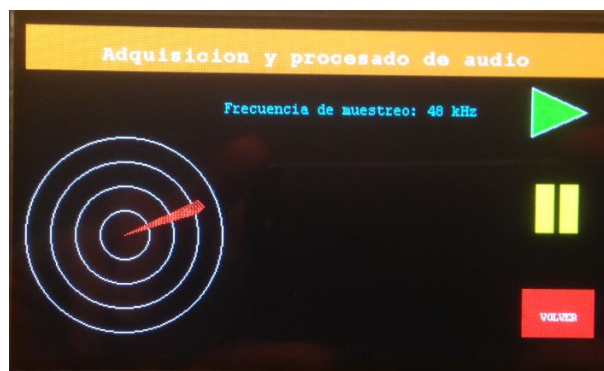 Adquisicion y procesado de audio
Frecuencia de muestreo: 48 kHz
VOLVER